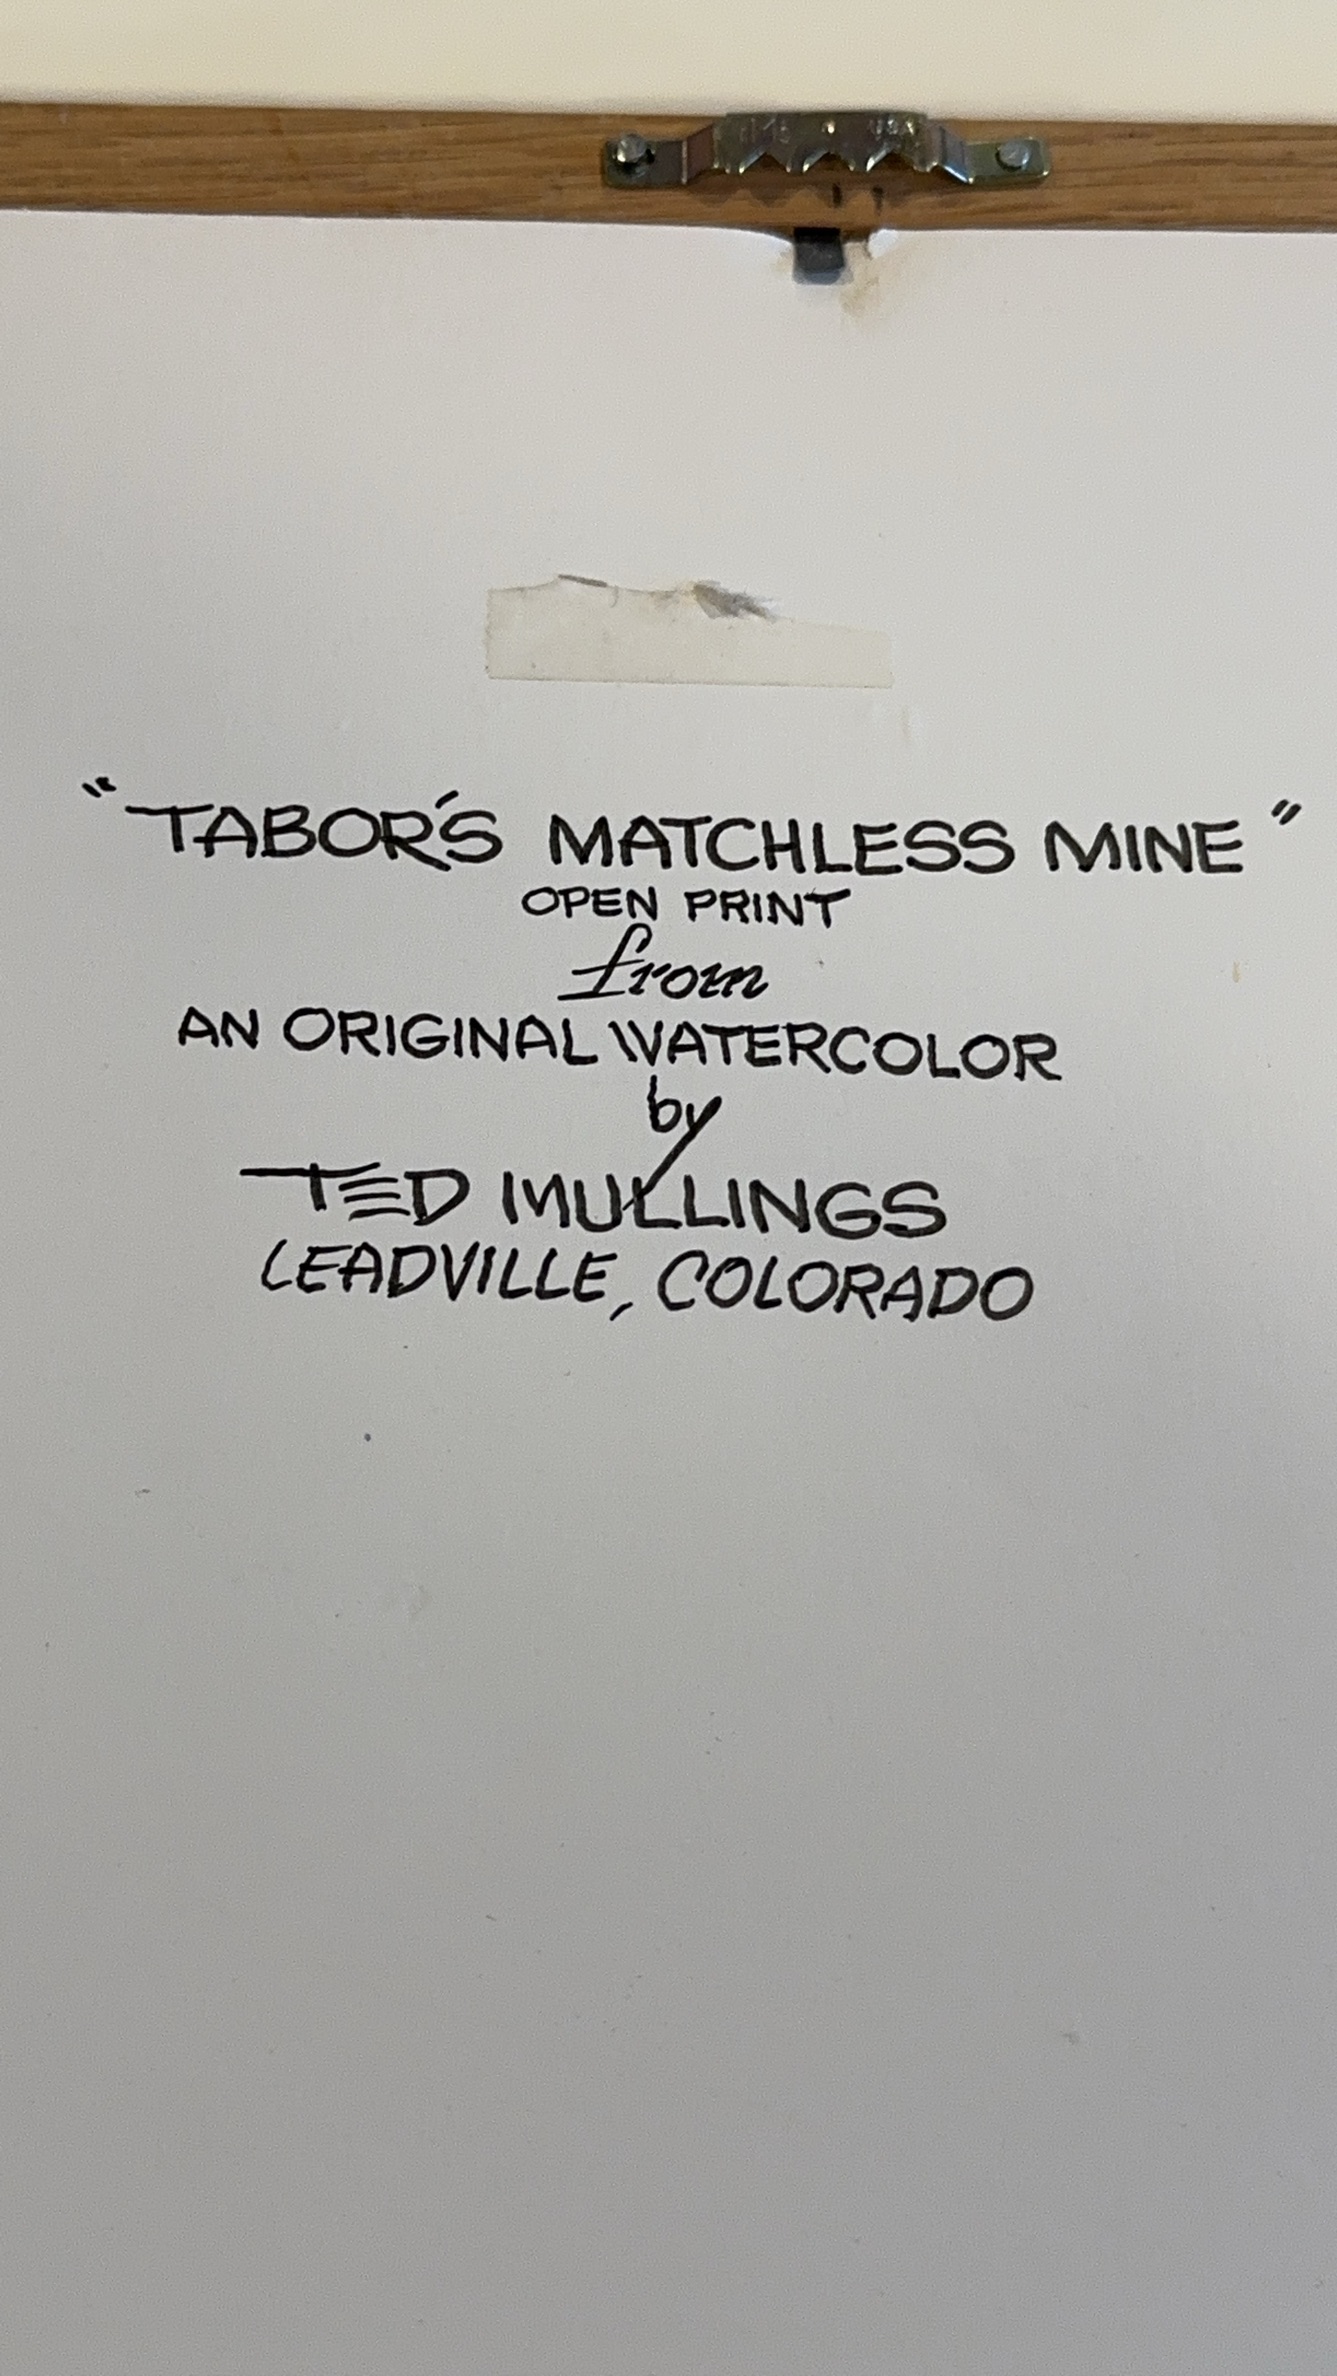 "TABOR'S MATCHLESS MINE"
OPEN PRINT
from
AN ORIGINAL WATERCOLOR
by
TED MULLINGS
LEADVILLE, COLORADO